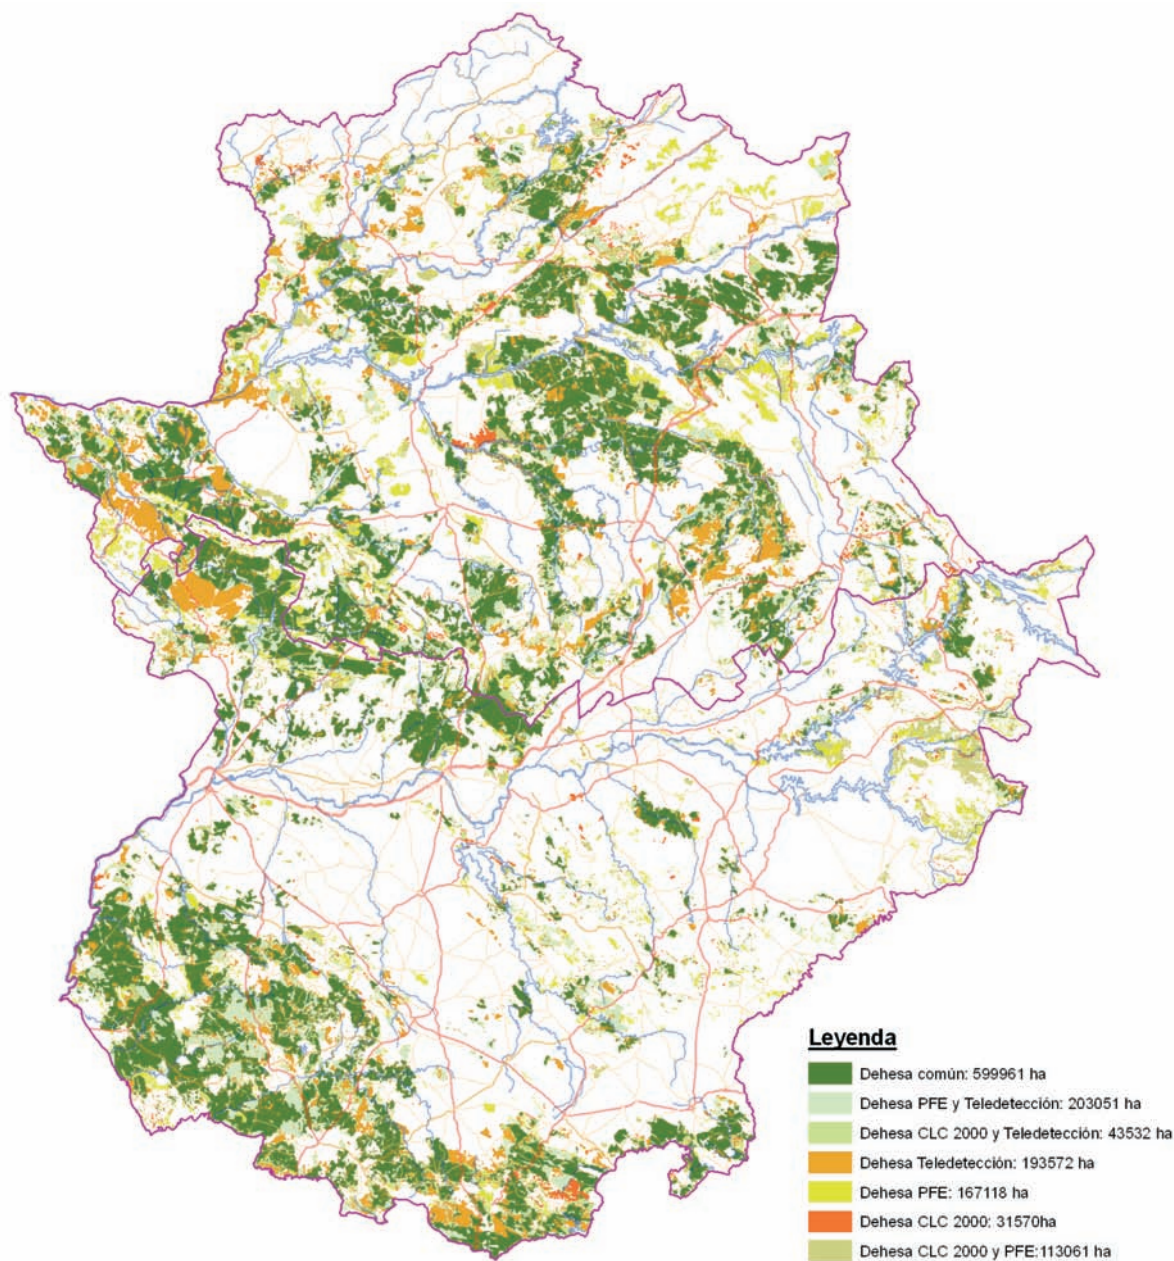 Leyenda
Dehesa común: 599961 ha
Dehesa PFE y Teledetección: 203051 ha
Dehesa CLC 2000 y Teledetección: 43532 ha
Dehesa Teledetección: 193572 ha
Dehesa PFE: 167118 ha
Dehesa CLC 2000: 31570ha
Dehesa CLC 2000 y PFE:113061 ha